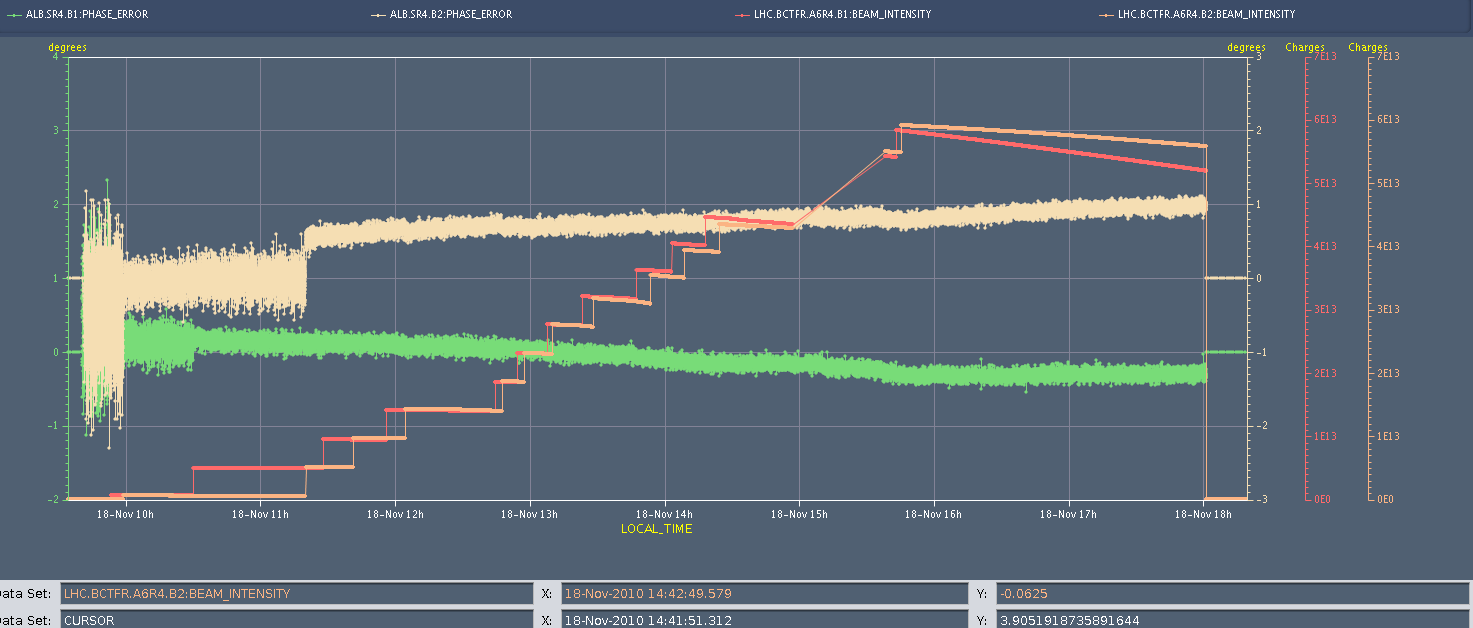 ALB.SR4.B1:PHASE_ERROR ALB.SR4.B2:PHASE_ERROR LHC.BCTFR.A6R4.B1:BEAM_INTENSITY LHC.BCTFR.A6R4.B2:BEAM_INTENSITY
degrees degrees Charges Charges
4 3 7E13 7E13
3 2 6E13 6E13
5E13 5E13
2 1
4E13 4E13
1 0
3E13 3E13
0 -1
2E13 2E13
-1 -2
1E13 1E13
-2 -3 0E0 0E0
18-Nov 10h 18-Nov 11h 18-Nov 12h 18-Nov 13h 18-Nov 14h 18-Nov 15h 18-Nov 16h 18-Nov 17h 18-Nov 18h
LOCAL_TIME
ata Set: LHC.BCTFR.A6R4.B2:BEAM_INTENSITY X: 18-Nov-2010 14:42:49.579 Y: -0.0625
ata Set: CURSOR X: 18-Nov-2010 14:41:51.312 Y: 3.9051918735891644